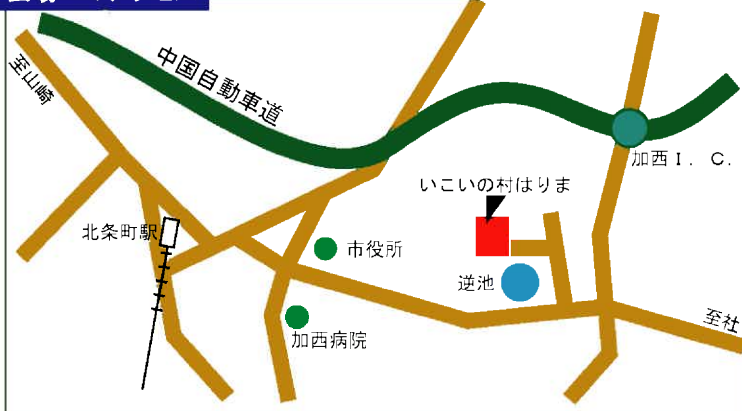 中国自動車道
至山崎
加西Ｉ．Ｃ．
いこいの村はりま
北条町駅
市役所
逆池
至社
加西病院